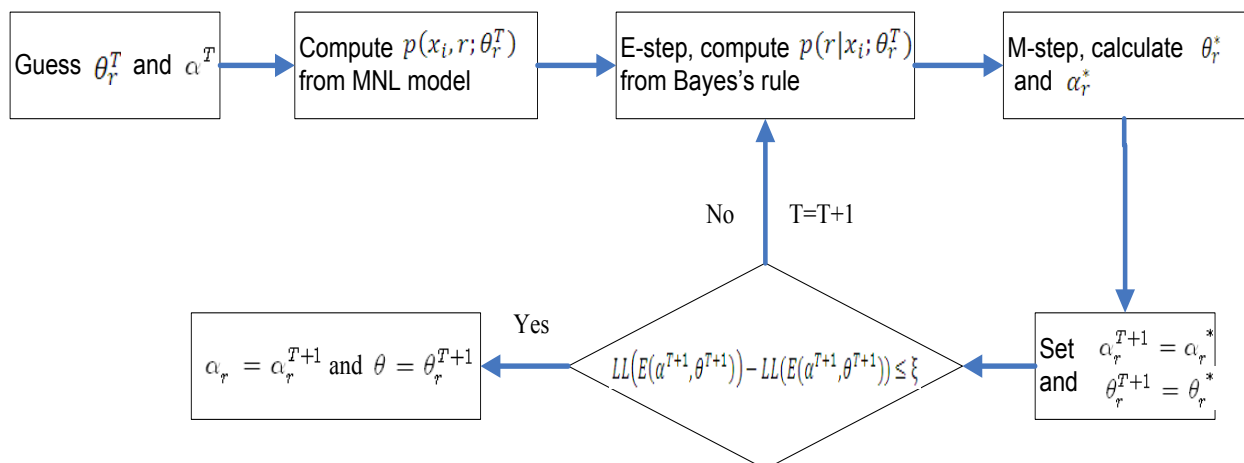 Guess θ_r^T and α^T
Compute p(x_i, r; θ_r^T)
from MNL model
E-step, compute p(r|x_i; θ_r^T)
from Bayes's rule
M-step, calculate θ_r^*
and α_r^*
No T=T+1
Yes
α_r = α_r^{T+1} and θ = θ_r^{T+1}
LL(E(α^{T+1}, θ^{T+1})) − LL(E(α^{T+1}, θ^{T+1})) ≤ ξ
Set α_r^{T+1} = α_r^*
and θ_r^{T+1} = θ_r^*